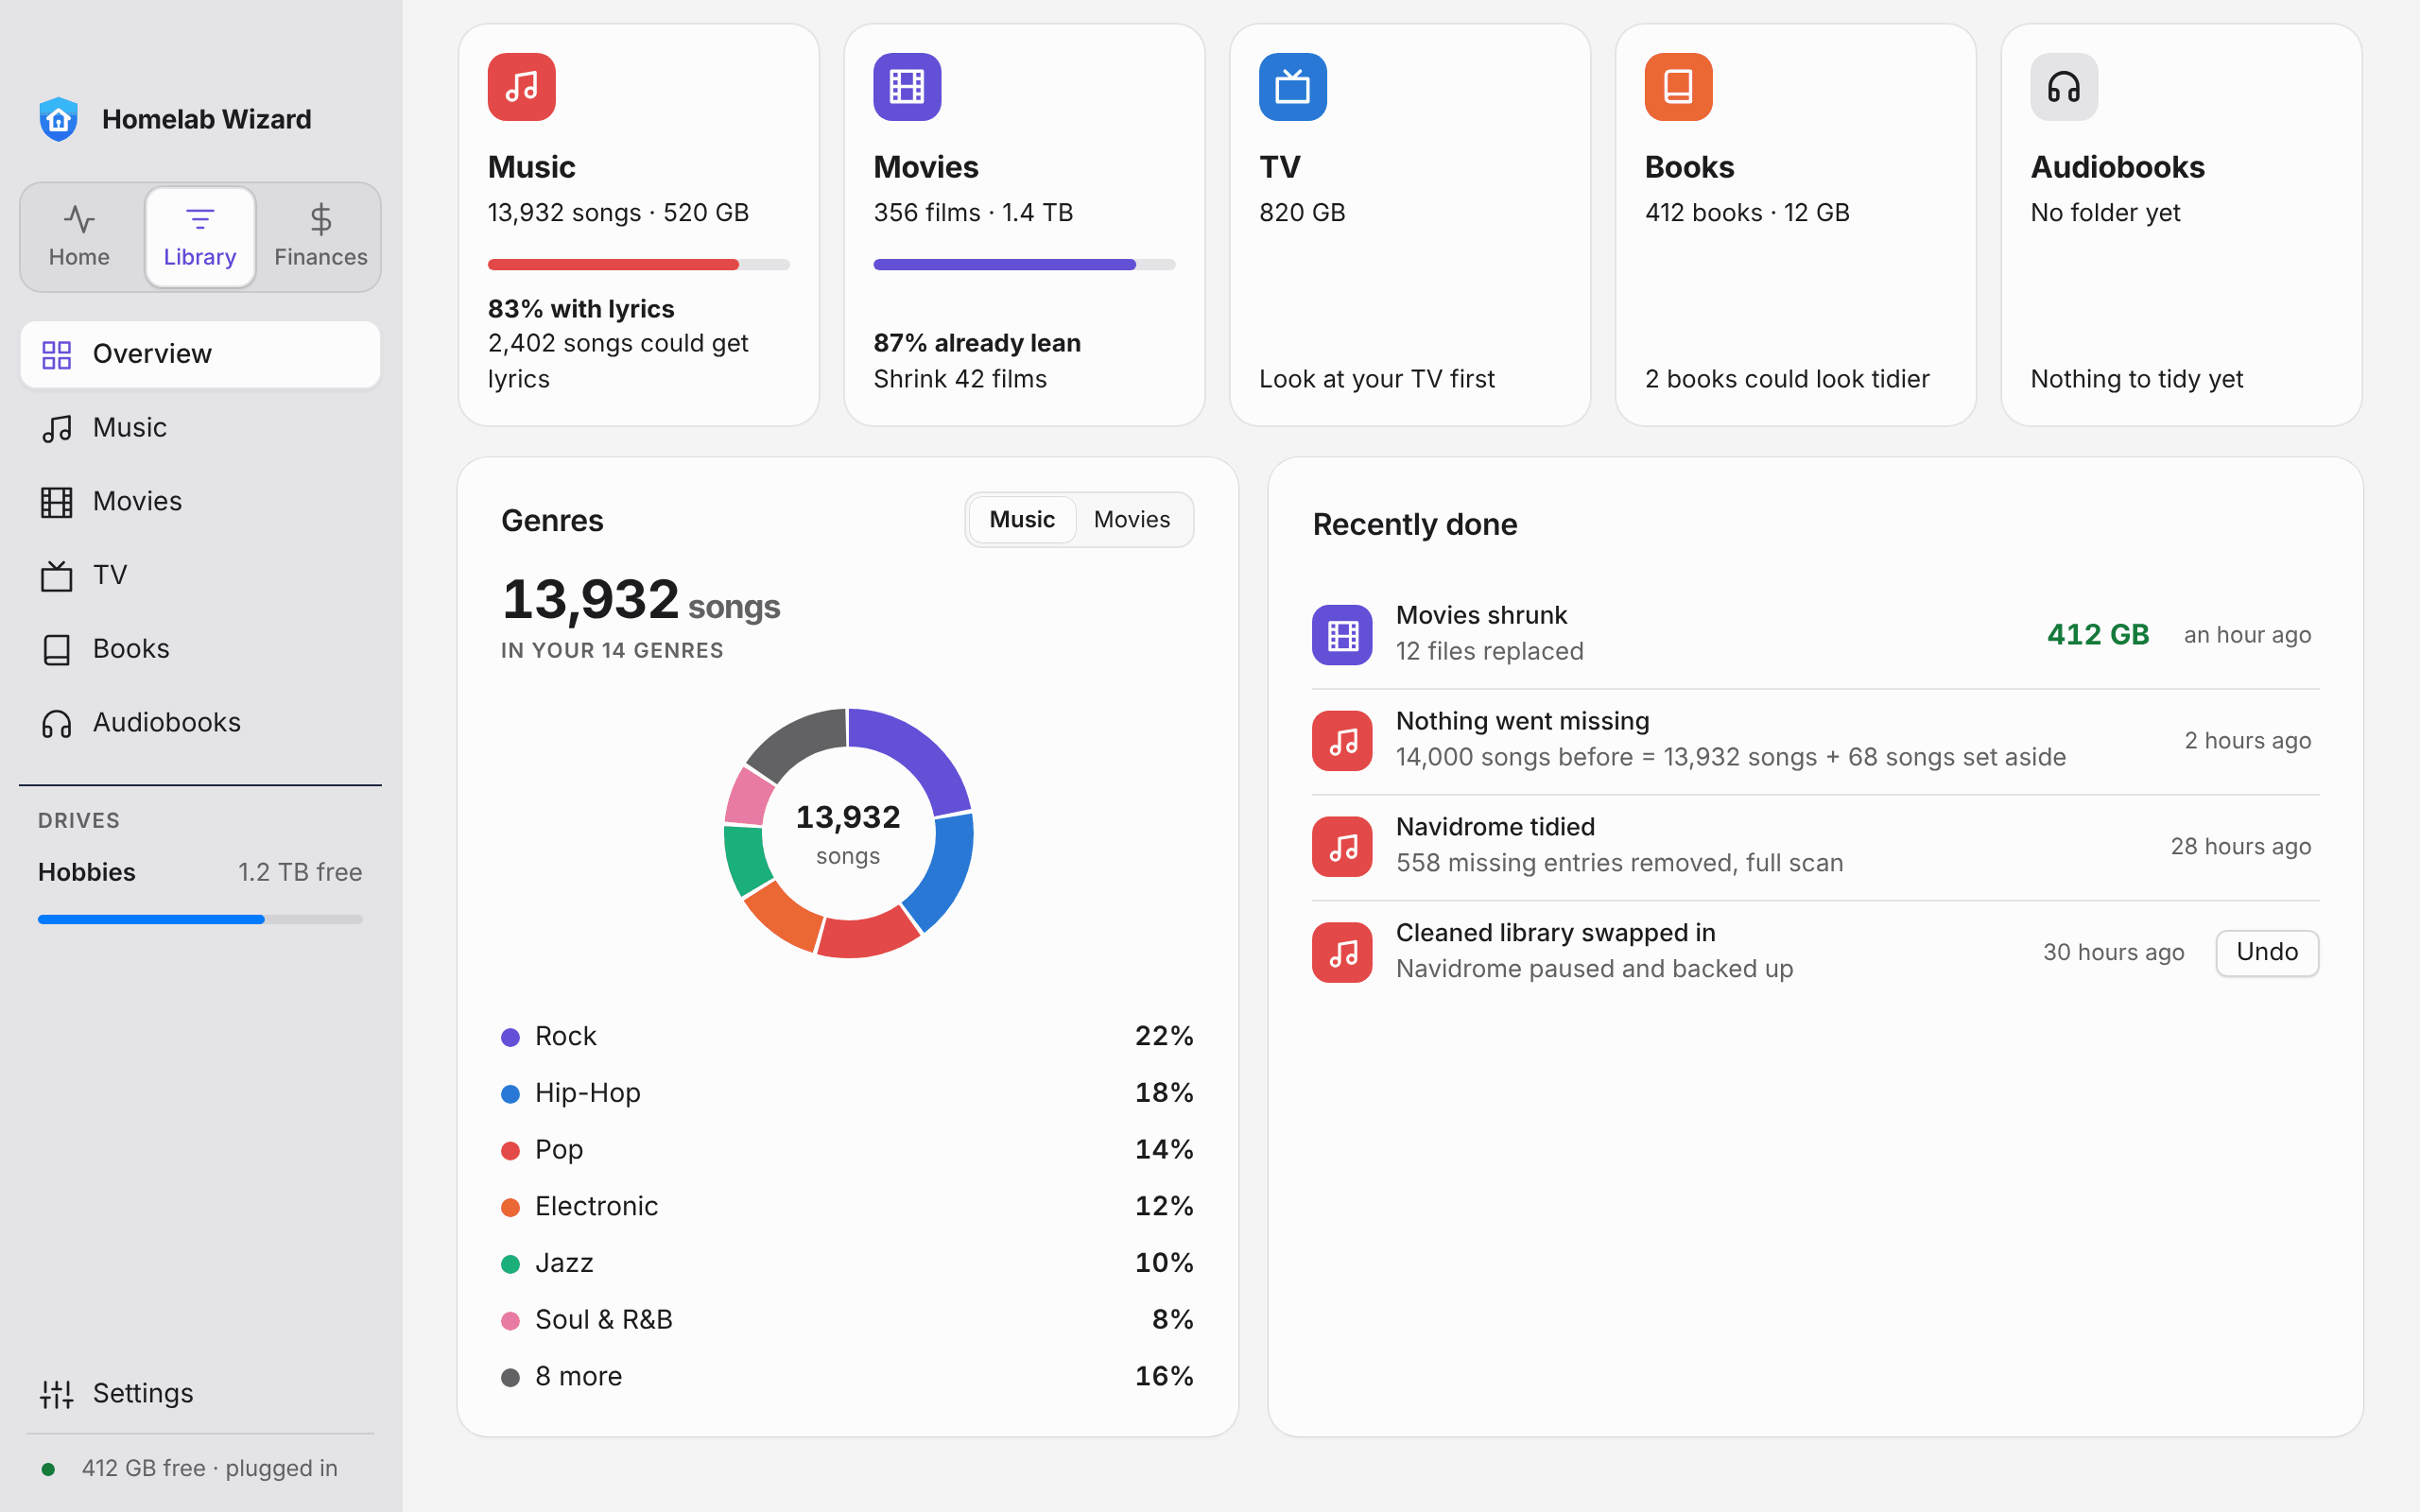 Homelab Wizard
Home
Library
Finances
Overview
Music
Movies
TV
Books
Audiobooks
DRIVES
Hobbies 1.2 TB free
Settings
412 GB free · plugged in
Music
13,932 songs · 520 GB
83% with lyrics
2,402 songs could get
lyrics
Movies
356 films · 1.4 TB
87% already lean
Shrink 42 films
TV
820 GB
Look at your TV first
Books
412 books · 12 GB
2 books could look tidier
Audiobooks
No folder yet
Nothing to tidy yet
Genres
Music Movies
13,932 songs
IN YOUR 14 GENRES
13,932
songs
Rock 22%
Hip-Hop 18%
Pop 14%
Electronic 12%
Jazz 10%
Soul & R&B 8%
8 more 16%
Recently done
Movies shrunk
12 files replaced
412 GB an hour ago
Nothing went missing
14,000 songs before = 13,932 songs + 68 songs set aside
2 hours ago
Navidrome tidied
558 missing entries removed, full scan
28 hours ago
Cleaned library swapped in
Navidrome paused and backed up
30 hours ago Undo